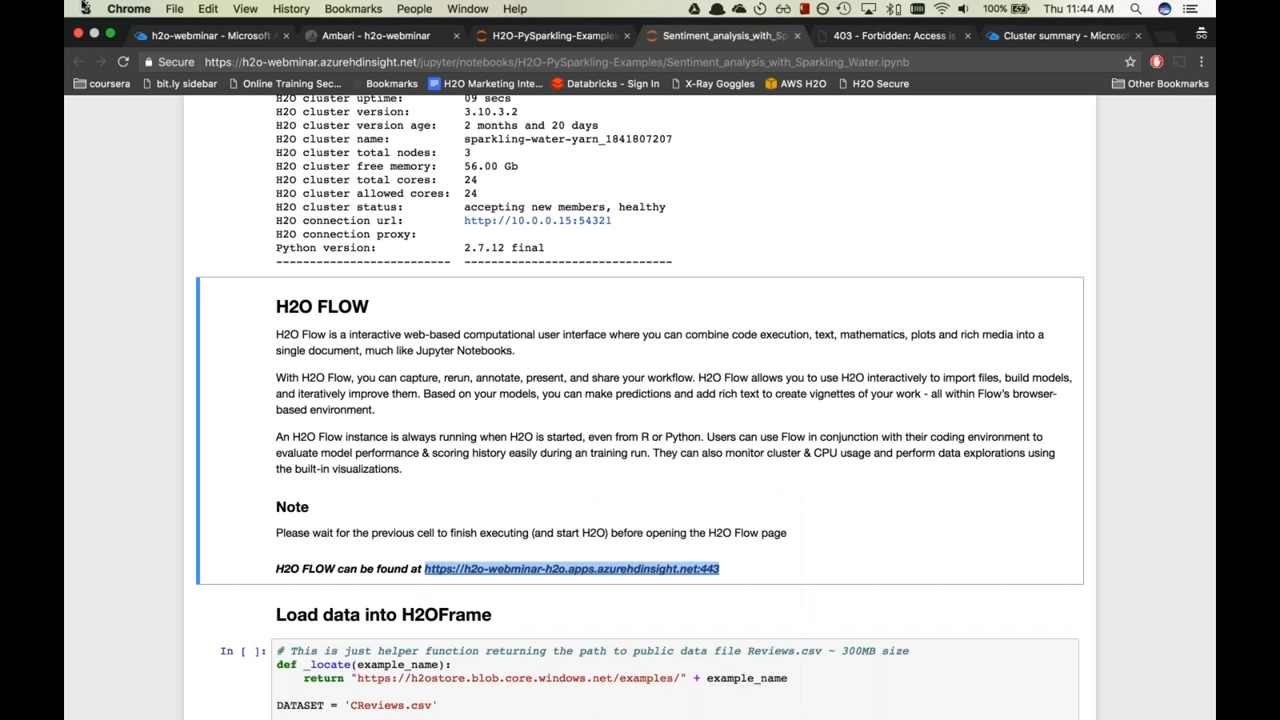 Chrome File Edit View History Bookmarks People Window Help 100% Thu 11:44 AM
h2o-webminar - Microsoft A × Ambari - h2o-webminar × H2O-PySparkling-Examples × Sentiment_analysis_with_Sp × 403 - Forbidden: Access is × Cluster summary - Microso ×
Secure https://h2o-webminar.azurehdinsight.net/jupyter/notebooks/H2O-PySparkling-Examples/Sentiment_analysis_with_Sparkling_Water.ipynb
coursera bit.ly sidebar Online Training Sec... Bookmarks H2O Marketing Inte... Databricks - Sign In X-Ray Goggles AWS H2O H2O Secure Other Bookmarks
H2O cluster uptime: 09 secs
H2O cluster version: 3.10.3.2
H2O cluster version age: 2 months and 20 days
H2O cluster name: sparkling-water-yarn_1841807207
H2O cluster total nodes: 3
H2O cluster free memory: 56.00 Gb
H2O cluster total cores: 24
H2O cluster allowed cores: 24
H2O cluster status: accepting new members, healthy
H2O connection url: http://10.0.0.15:54321
H2O connection proxy:
Python version: 2.7.12 final
-------------------------- ------------------------------
H2O FLOW
H2O Flow is a interactive web-based computational user interface where you can combine code execution, text, mathematics, plots and rich media into a
single document, much like Jupyter Notebooks.
With H2O Flow, you can capture, rerun, annotate, present, and share your workflow. H2O Flow allows you to use H2O interactively to import files, build models,
and iteratively improve them. Based on your models, you can make predictions and add rich text to create vignettes of your work - all within Flow's browser-
based environment.
An H2O Flow instance is always running when H2O is started, even from R or Python. Users can use Flow in conjunction with their coding environment to
evaluate model performance & scoring history easily during an training run. They can also monitor cluster & CPU usage and perform data explorations using
the built-in visualizations.
Note
Please wait for the previous cell to finish executing (and start H2O) before opening the H2O Flow page
H2O FLOW can be found at https://h2o-webminar-h2o.apps.azurehdinsight.net:443
Load data into H2OFrame
In [ ]: # This is just helper function returning the path to public data file Reviews.csv ~ 300MB size
def _locate(example_name):
return "https://h2ostore.blob.core.windows.net/examples/" + example_name
DATASET = 'CReviews.csv'